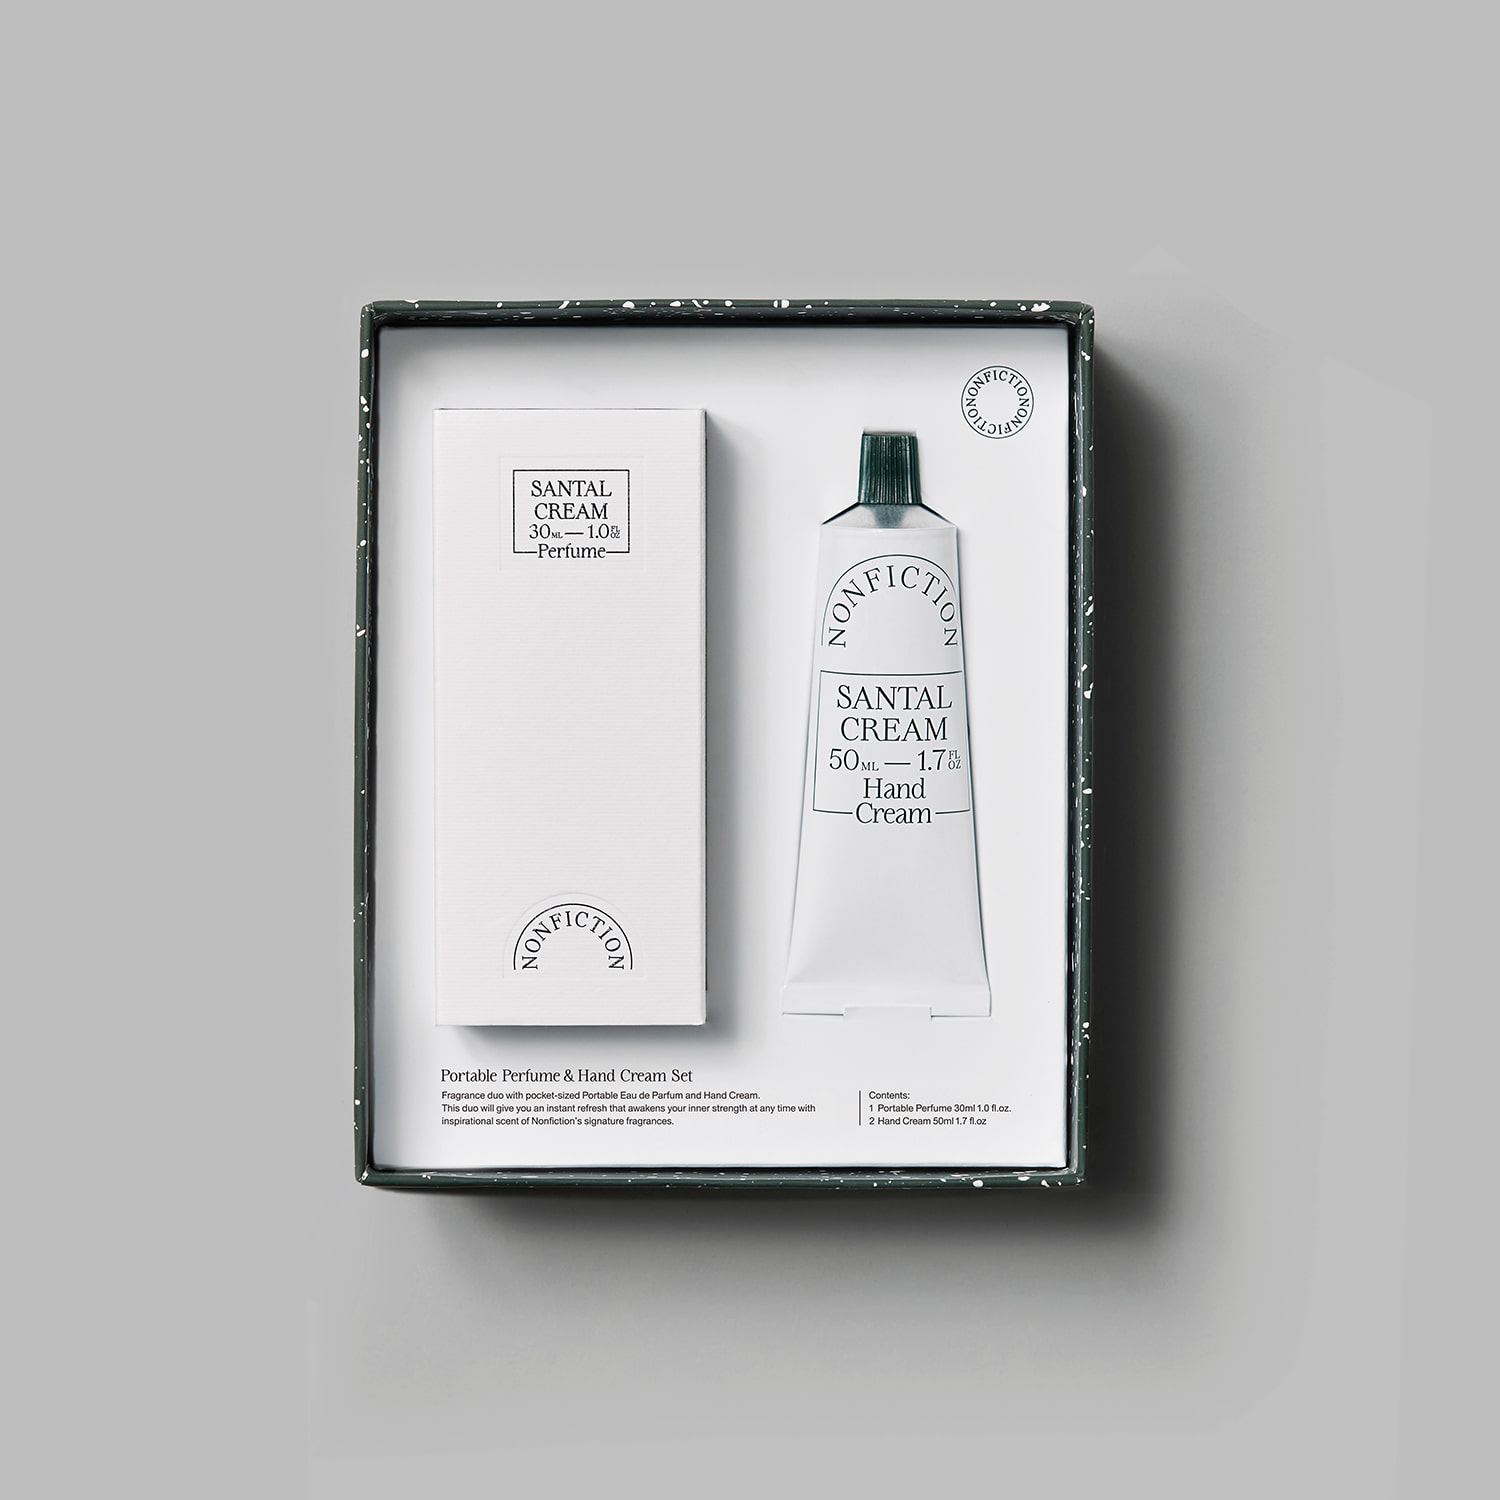 NONFICTIONNONFICTION
SANTAL
CREAM
30ML — 1.0FL OZ
Perfume
NONFICTION
NONFICTION
SANTAL
CREAM
50ML — 1.7FL OZ
Hand
Cream
Portable Perfume & Hand Cream Set
Fragrance duo with pocket-sized Portable Eau de Parfum and Hand Cream.
This duo will give you an instant refresh that awakens your inner strength at any time with
inspirational scent of Nonfiction's signature fragrances.
Contents:
1 Portable Perfume 30ml 1.0 fl.oz.
2 Hand Cream 50ml 1.7 fl.oz